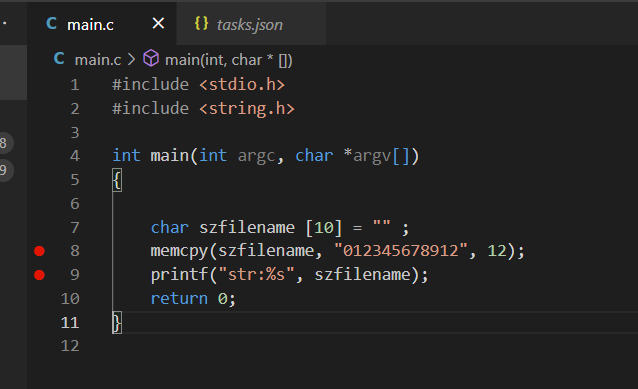 C main.c × {} tasks.json
C main.c > main(int, char * [])
1 #include <stdio.h>
2 #include <string.h>
3
4 int main(int argc, char *argv[])
5 {
6
7 char szfilename [10] = "" ;
8 memcpy(szfilename, "012345678912", 12);
9 printf("str:%s", szfilename);
10 return 0;
11 }
12
8
9